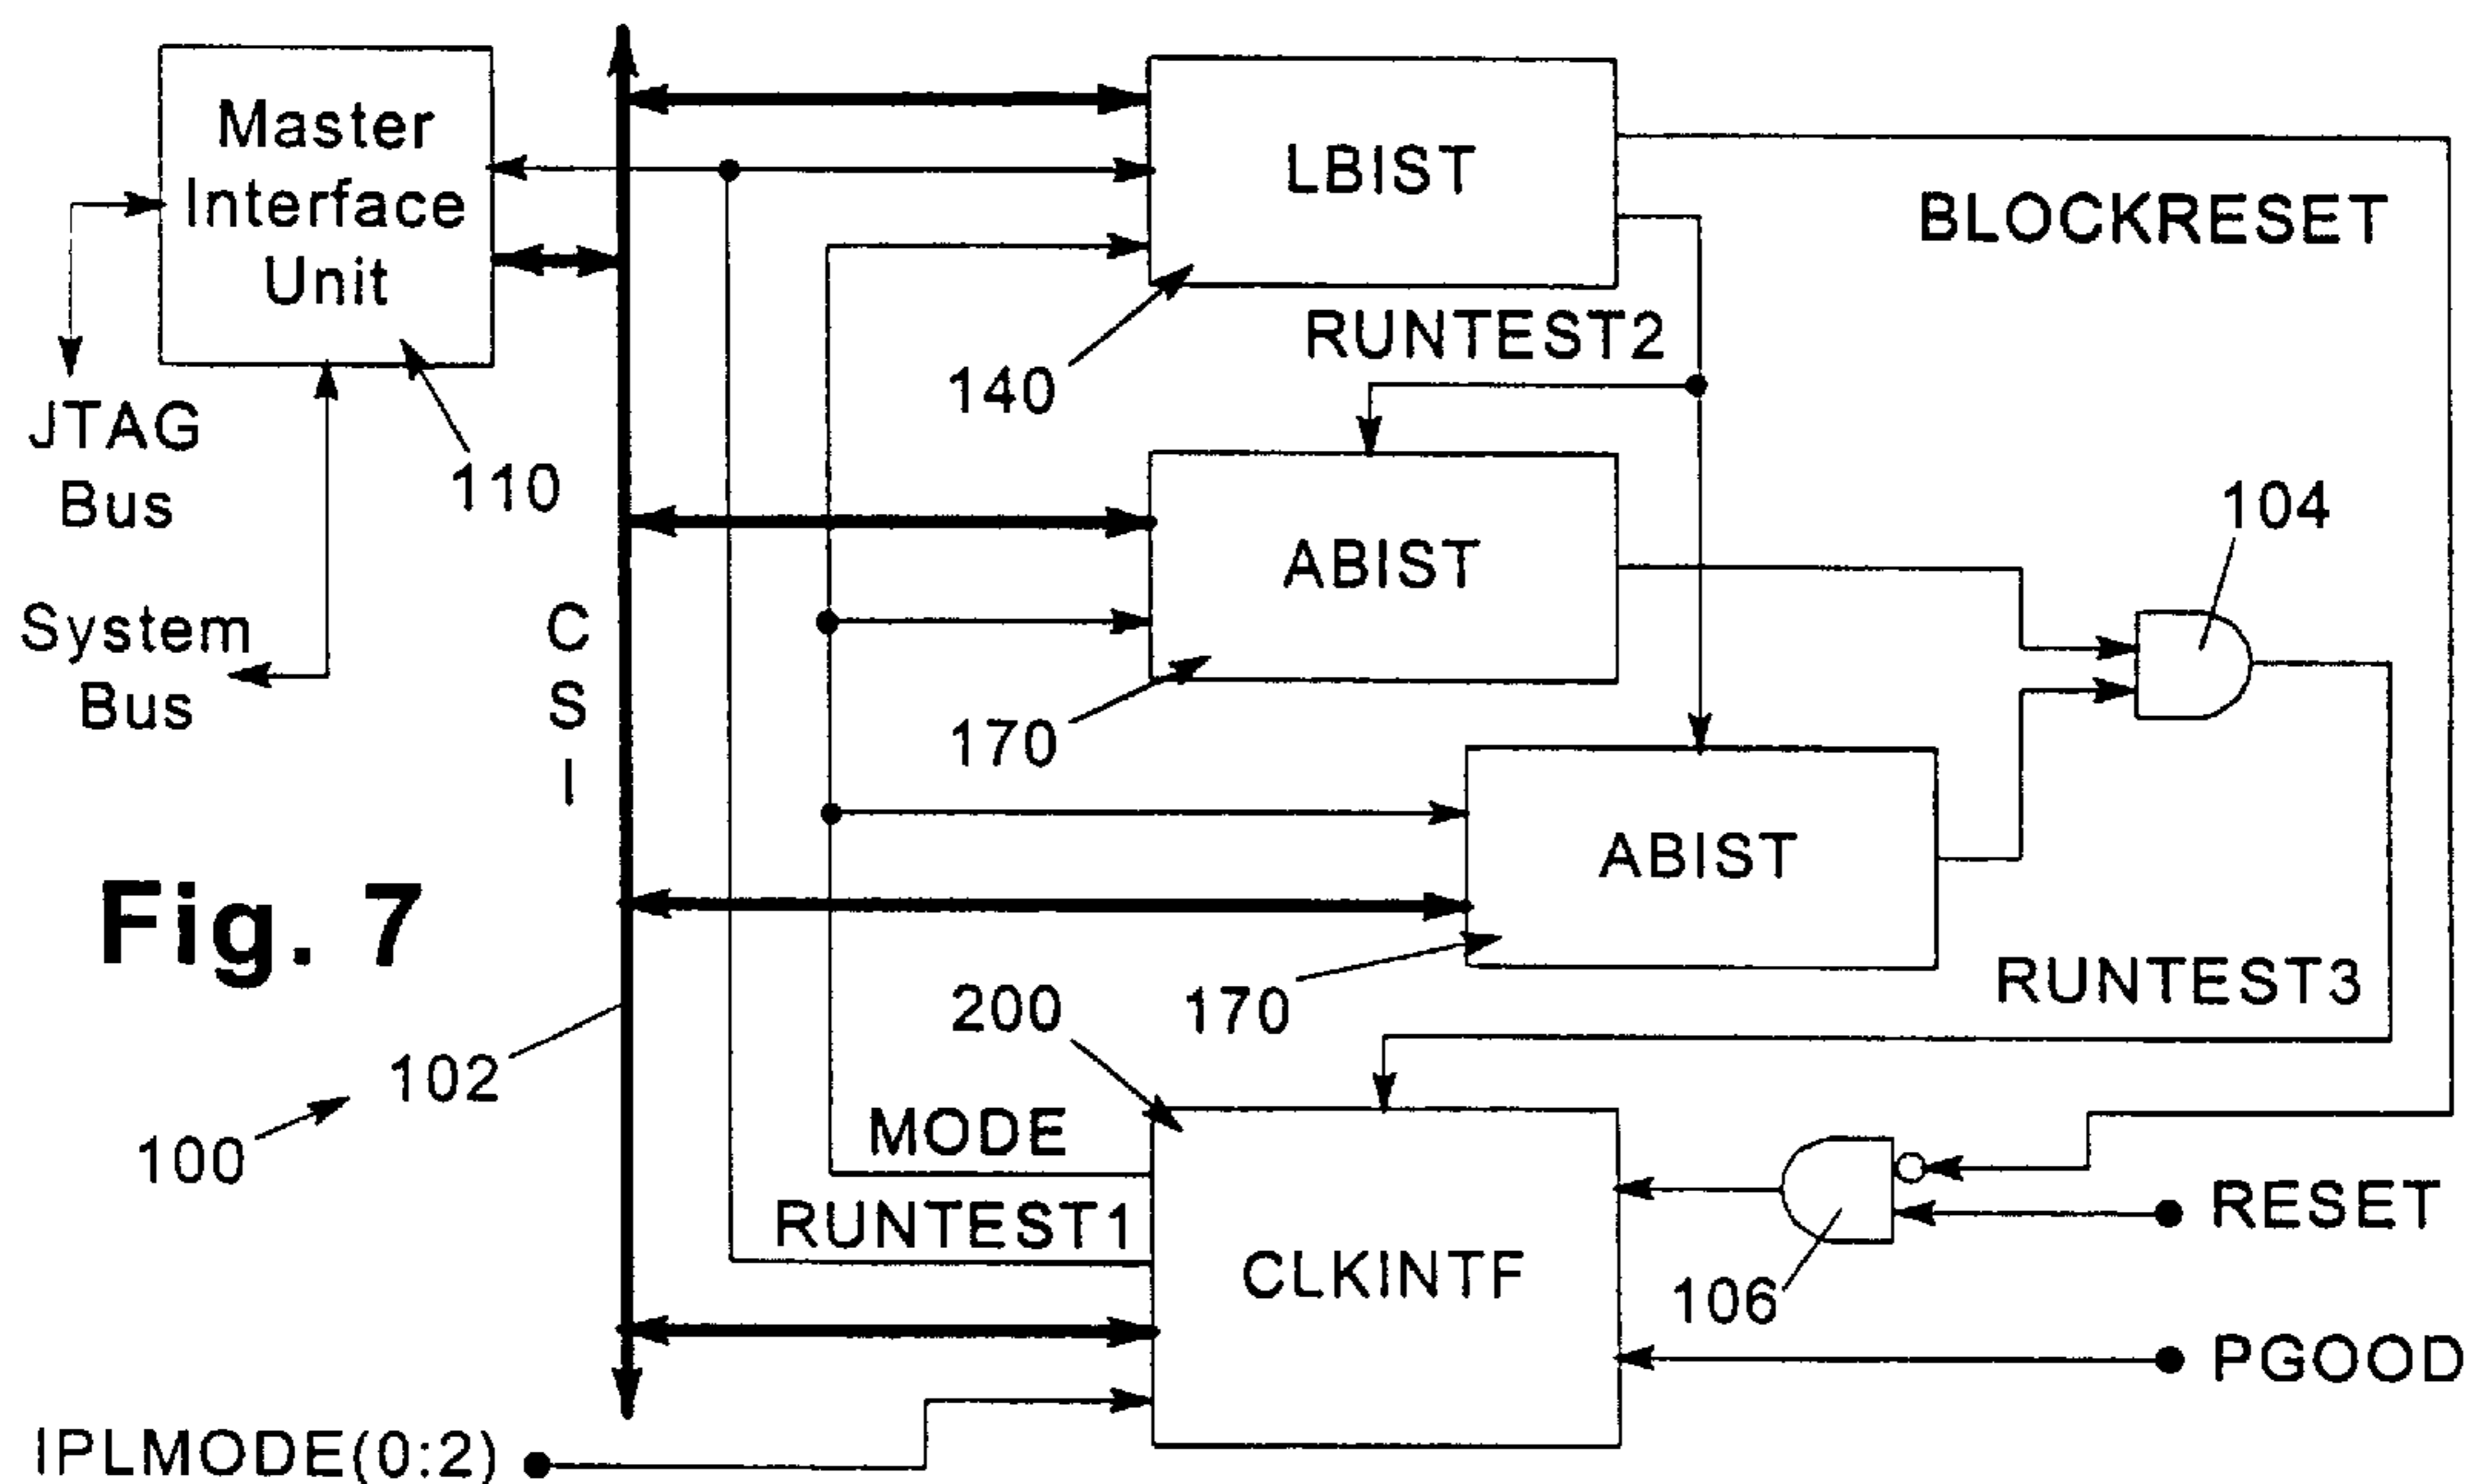 Master
Interface
Unit
110
JTAG
Bus
System
Bus
C
S
I
102
100
Fig. 7
LBIST
140
BLOCKRESET
RUNTEST2
ABIST
170
104
ABIST
170
RUNTEST3
200
MODE
RUNTEST1
CLKINTF
106
RESET
PGOOD
IPLMODE(0:2)